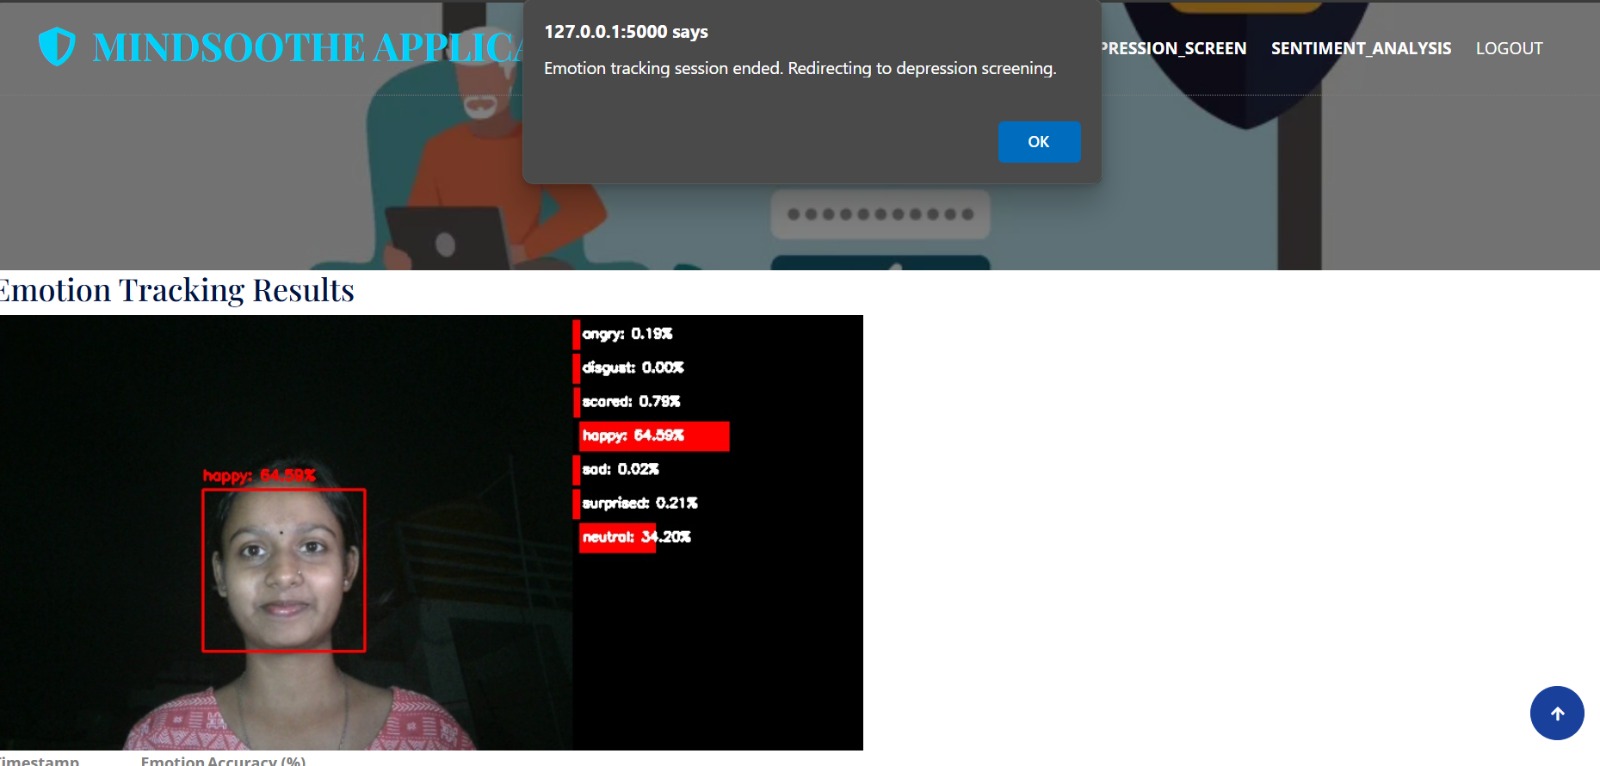 127.0.0.1:5000 says
Emotion tracking session ended. Redirecting to depression screening.
OK
MINDSOOTHE APPLICA
PRESSION_SCREEN SENTIMENT_ANALYSIS LOGOUT
Emotion Tracking Results
angry: 0.19%
disgust: 0.00%
scared: 0.79%
happy: 64.59%
sad: 0.02%
surprised: 0.21%
neutral: 34.20%
happy: 64.59%
Timestamp Emotion Accuracy (%)